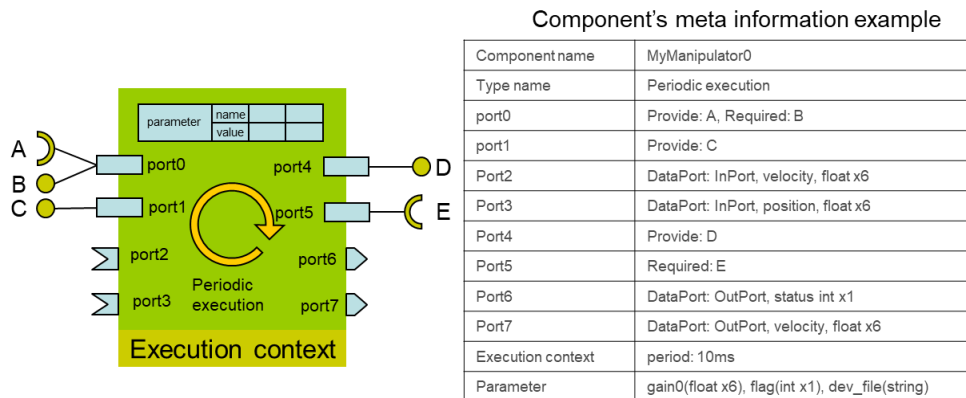 Component's meta information example
parameter name
value
A
B
C
port0
port1
port2
port3
port4
port5
port6
port7
D
E
Periodic
execution
Execution context
Component name MyManipulator0
Type name Periodic execution
port0 Provide: A, Required: B
port1 Provide: C
Port2 DataPort: InPort, velocity, float x6
Port3 DataPort: InPort, position, float x6
Port4 Provide: D
Port5 Required: E
Port6 DataPort: OutPort, status int x1
Port7 DataPort: OutPort, velocity, float x6
Execution context period: 10ms
Parameter gain0(float x6), flag(int x1), dev_file(string)